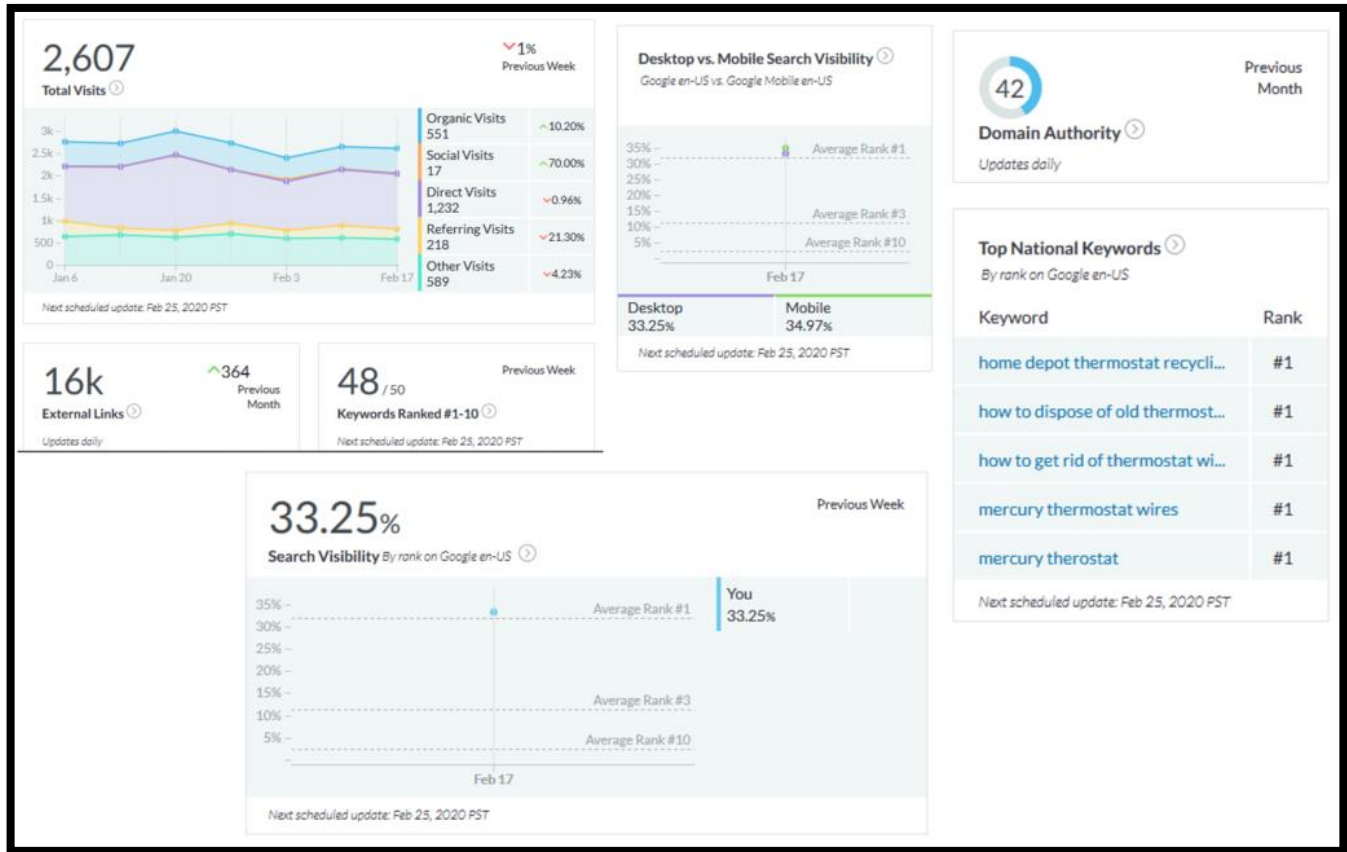 2,607
Total Visits
1%
Previous Week
3k
2.5k
2k
1.5k
1k
500
0
Jan 6
Jan 20
Feb 3
Feb 17
Organic Visits
551
10.20%
Social Visits
17
70.00%
Direct Visits
1,232
0.96%
Referring Visits
218
21.30%
Other Visits
589
4.23%
Next scheduled update: Feb 25, 2020 PST
16k
External Links
364
Previous
Month
Updates daily
48/50
Keywords Ranked #1-10
Previous Week
Next scheduled update: Feb 25, 2020 PST
Desktop vs. Mobile Search Visibility
Google en-US vs. Google Mobile en-US
35%
30%
25%
20%
15%
10%
5%
Average Rank #1
Average Rank #3
Average Rank #10
Feb 17
Desktop
33.25%
Mobile
34.97%
Next scheduled update: Feb 25, 2020 PST
42
Previous
Month
Domain Authority
Updates daily
Top National Keywords
By rank on Google en-US
Keyword Rank
home depot thermostat recycli... #1
how to dispose of old thermost... #1
how to get rid of thermostat wi... #1
mercury thermostat wires #1
mercury therostat #1
Next scheduled update: Feb 25, 2020 PST
33.25%
Search Visibility By rank on Google en-US
Previous Week
35%
30%
25%
20%
15%
10%
5%
Average Rank #1
Average Rank #3
Average Rank #10
Feb 17
You
33.25%
Next scheduled update: Feb 25, 2020 PST